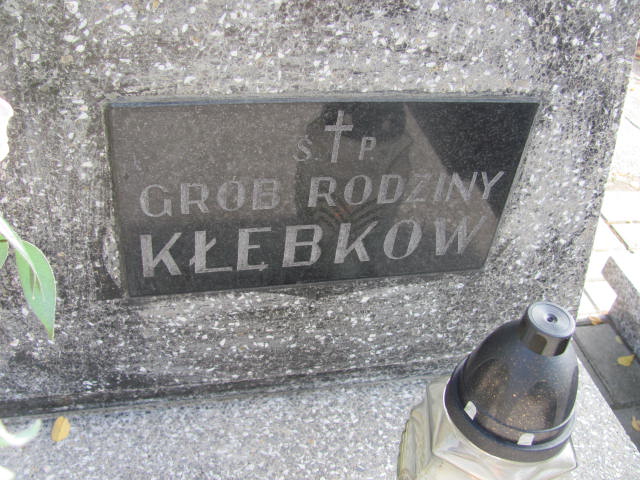 Ś. † P.
GRÓB RODZINY
KŁĘBKÓW